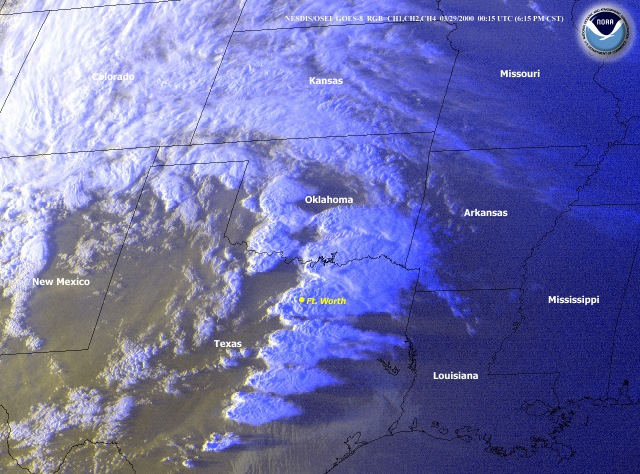 NESDIS/OSEI GOES-8 RGB CH1,CH2,CH4 03/29/2000 00:15 UTC (6:15 PM CST)
NOAA
Colorado
Kansas
Missouri
Oklahoma
Arkansas
New Mexico
Ft. Worth
Mississippi
Texas
Louisiana